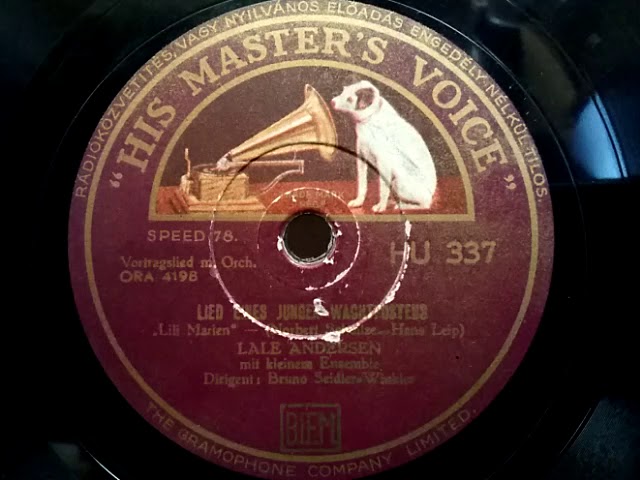 RÁDIÓKÖZVETITÉS, VAGY NYILVÁNOS ELŐADÁS ENGEDÉLY NÉLKÜL TILOS.
"HIS MASTER'S VOICE"
SPEED 78.
HU 337
Vortragslied m. Orch.
ORA 4198
LIED EINES JUNGEN WACHTPOSTENS
„Lili Marlen" — Hans Leip)
LALE ANDERSEN
mit kleinem Ensemble
Dirigent: Bruno Seidler-Winkler
BIEM
THE GRAMOPHONE COMPANY LIMITED.